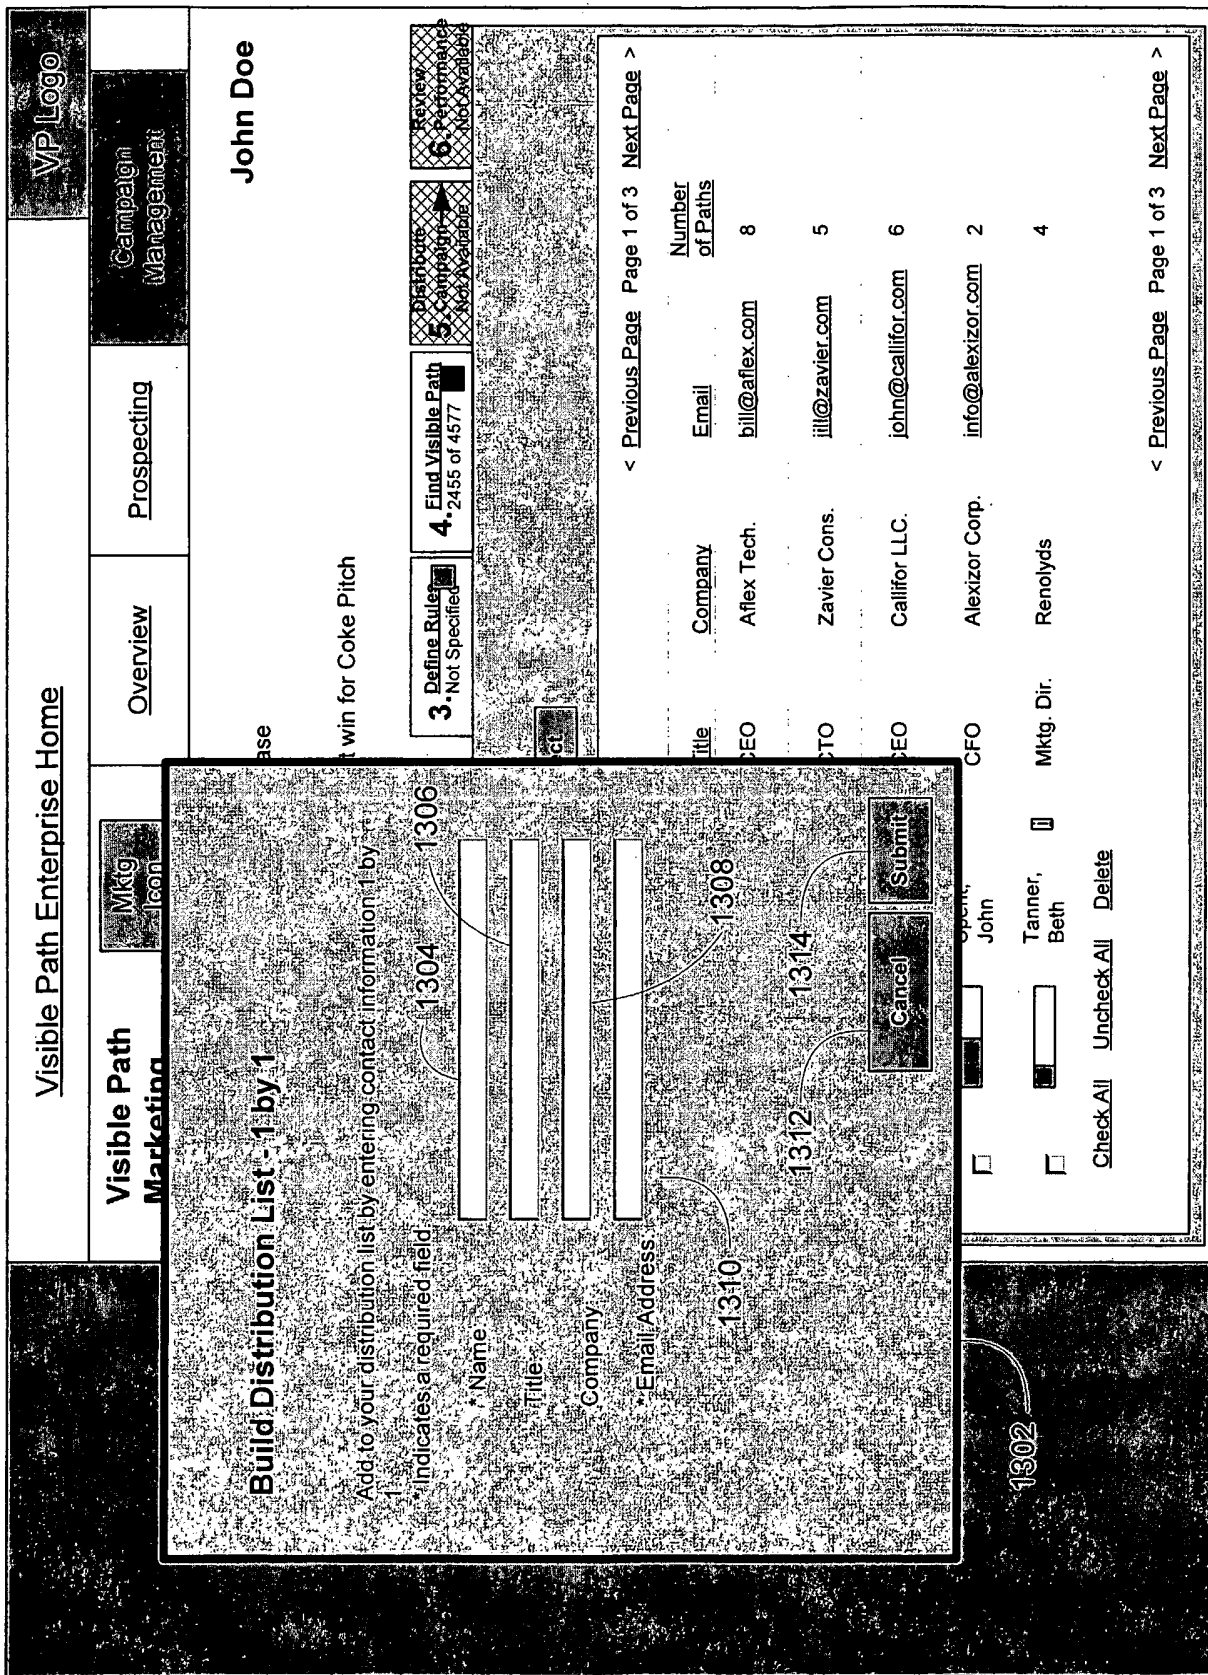 Visible Path Enterprise Home
VP Logo
Visible Path
Marketing
Mktg
Icon
Overview
Prospecting
Campaign
Management
John Doe
t win for Coke Pitch
3. Define Rules
Not Specified
4. Find Visible Path
2455 of 4577
5. Distribute
Campaign
Not Available
6. Review
Performance
Not Available
< Previous Page Page 1 of 3 Next Page >
Title Company Email Number
of Paths
CEO Aflex Tech. bill@aflex.com 8
CTO Zavier Cons. jill@zavier.com 5
CEO Callifor LLC. john@callifor.com 6
John CFO Alexizor Corp. info@alexizor.com 2
Tanner,
Beth i Mktg. Dir. Renolyds 4
Check All Uncheck All Delete
< Previous Page Page 1 of 3 Next Page >
Build Distribution List - 1 by 1
Add to your distribution list by entering contact information 1 by
1.
* Indicates a required field
* Name
Title
Company
* Email Address
Cancel
Submit
1302
1304
1306
1308
1310
1312
1314